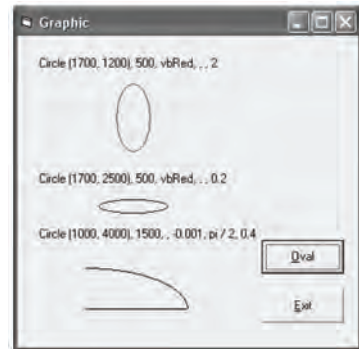 Graphic
Circle (1700, 1200), 500, vbRed, , , 2
Circle (1700, 2500), 500, vbRed, , , 0.2
Circle (1000, 4000), 1500, , -0.001, pi / 2, 0.4
Oval
Exit